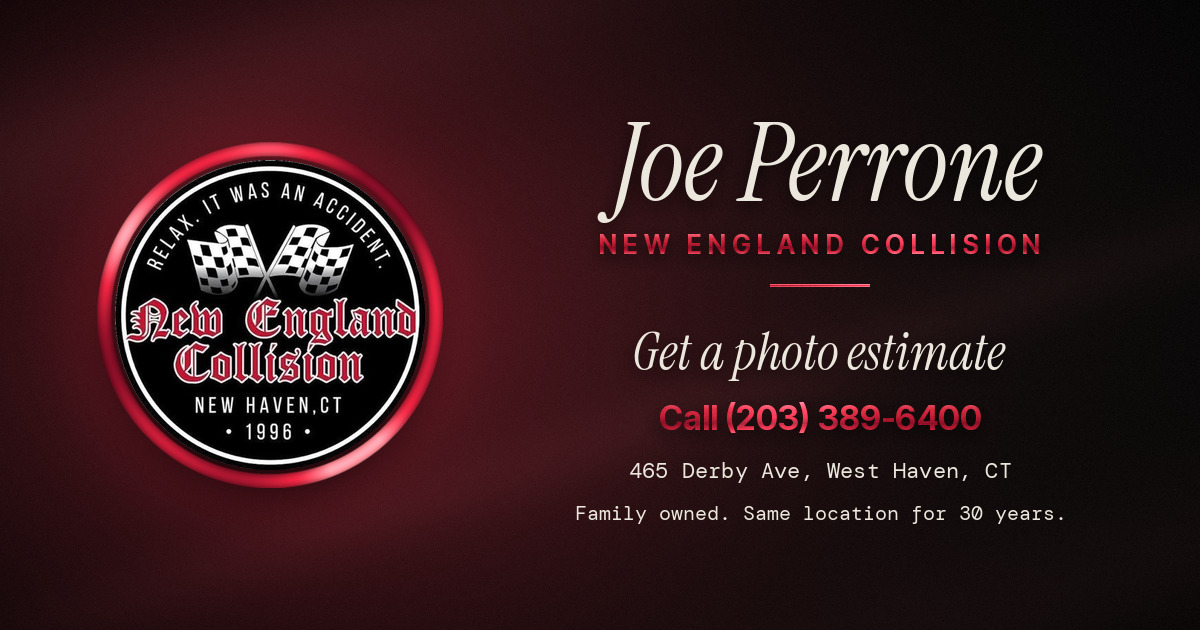 RELAX. IT WAS AN ACCIDENT.
New England
Collision
NEW HAVEN,CT
• 1996 •
Joe Perrone
NEW ENGLAND COLLISION
Get a photo estimate
Call (203) 389-6400
465 Derby Ave, West Haven, CT
Family owned. Same location for 30 years.